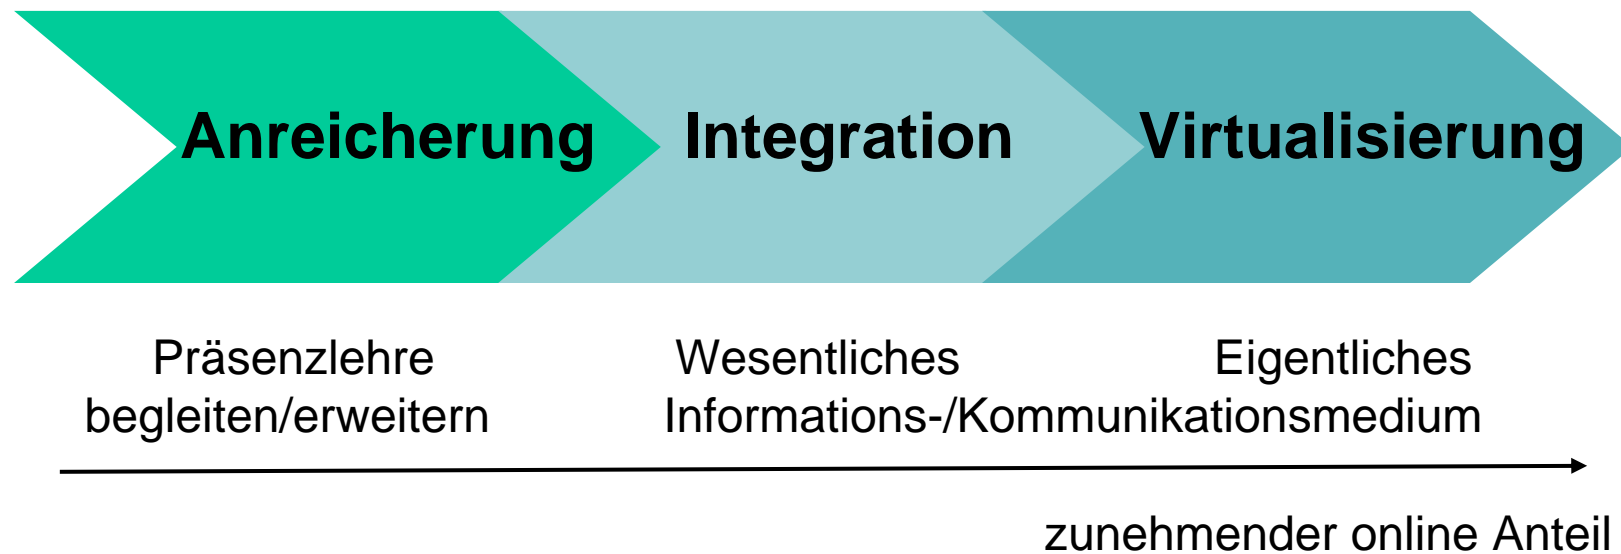 Anreicherung Integration Virtualisierung
Präsenzlehre Wesentliches Eigentliches
begleiten/erweitern Informations-/Kommunikationsmedium
zunehmender online Anteil